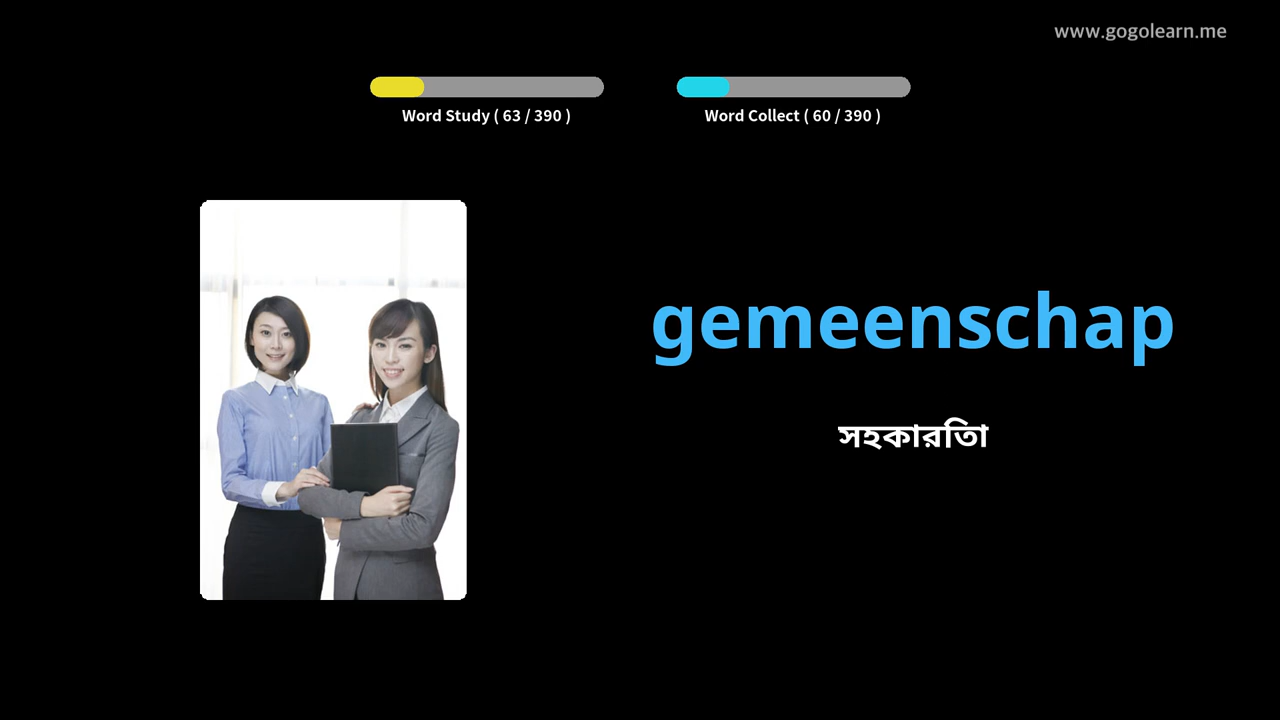 www.gogolearn.me
Word Study ( 63 / 390 )
Word Collect ( 60 / 390 )
gemeenschap
সহকারিতা